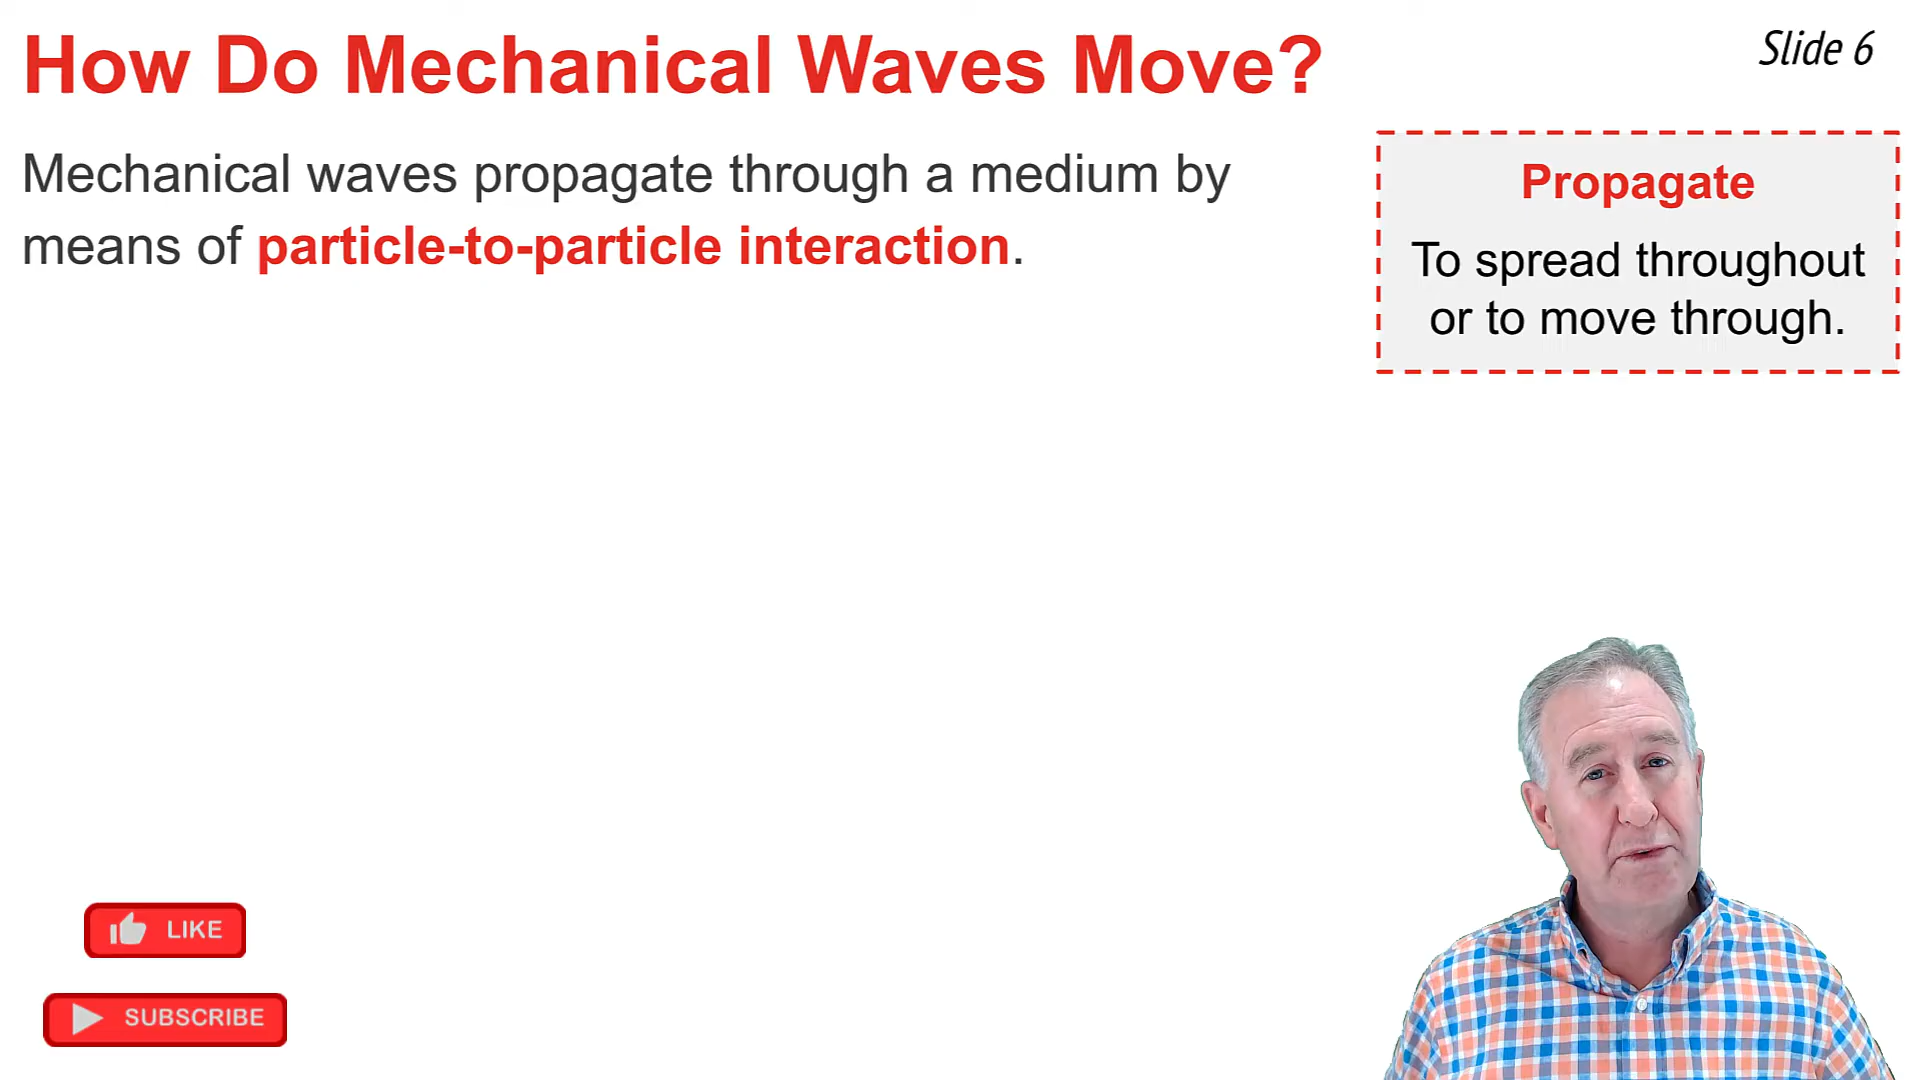 How Do Mechanical Waves Move?
Slide 6
Mechanical waves propagate through a medium by
means of particle-to-particle interaction.
Propagate
To spread throughout
or to move through.
LIKE
SUBSCRIBE